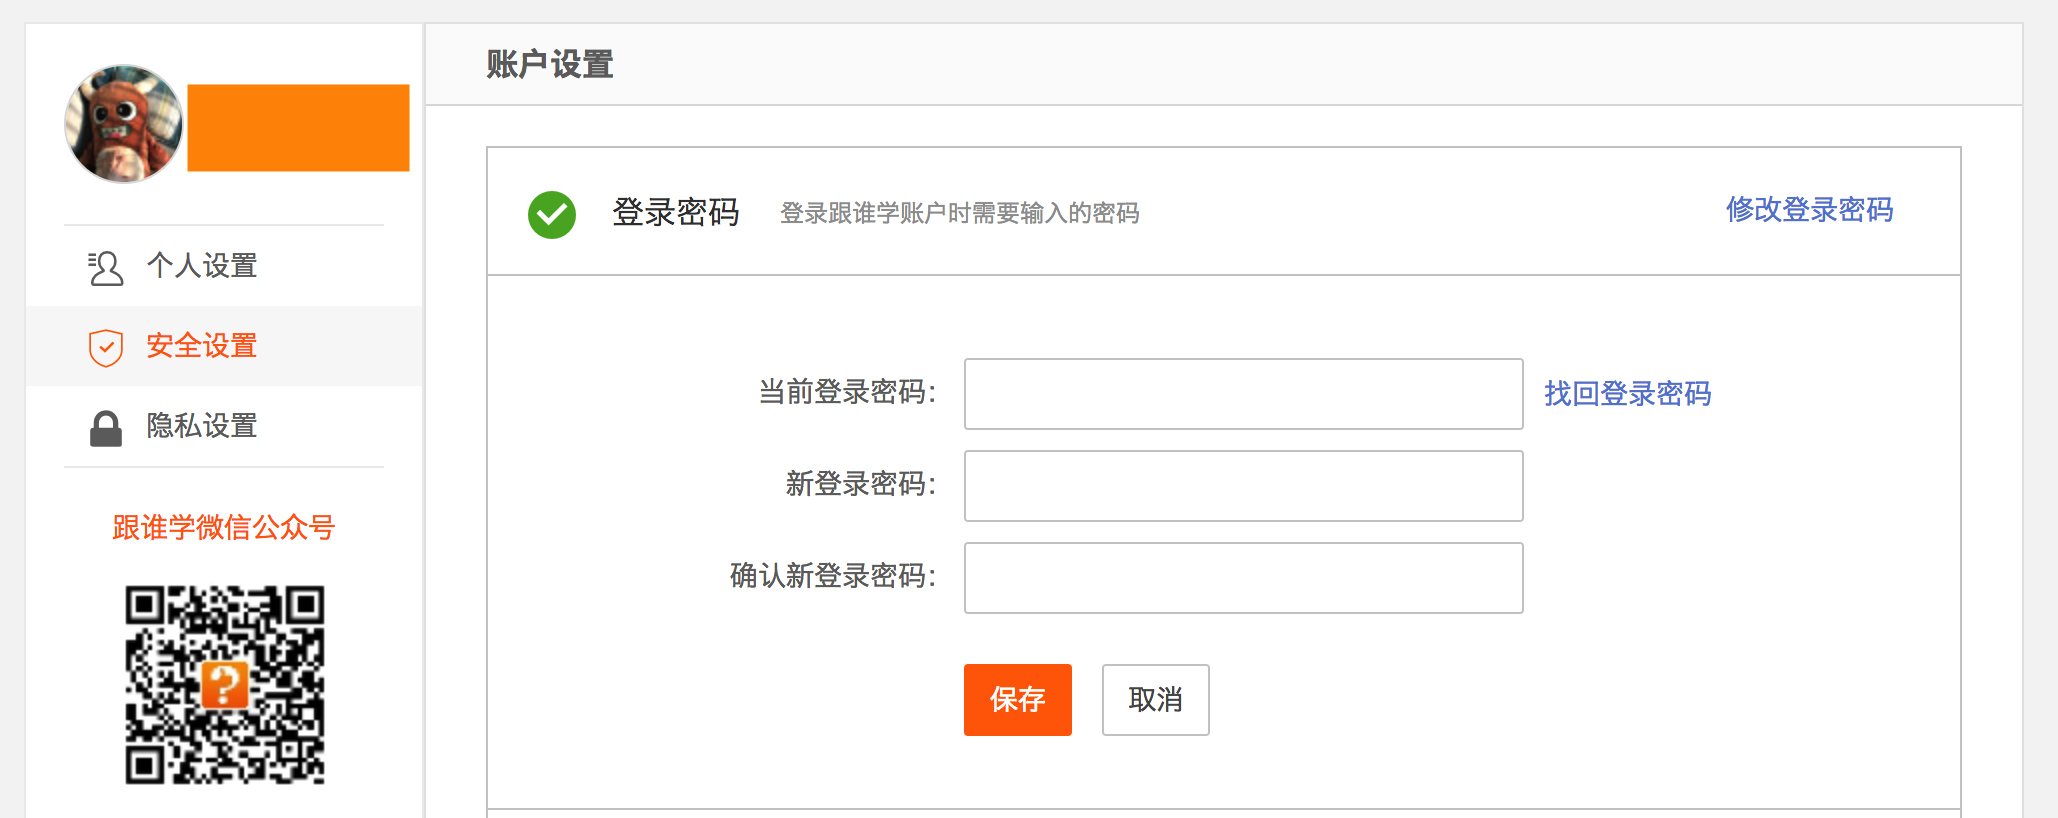 账户设置
登录密码 登录跟谁学账户时需要输入的密码 修改登录密码
个人设置
安全设置
隐私设置
跟谁学微信公众号
当前登录密码： 找回登录密码
新登录密码：
确认新登录密码：
保存 取消